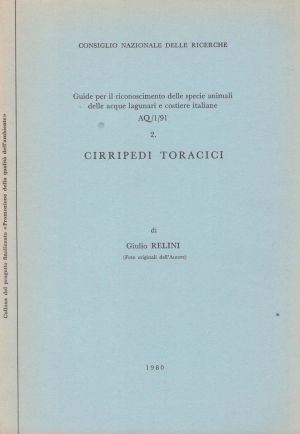 CONSIGLIO NAZIONALE DELLE RICERCHE
Guide per il riconoscimento delle specie animali
delle acque lagunari e costiere italiane
AQ/1/91
2.
CIRRIPEDI TORACICI
di
Giulio RELINI
(Foto originali dell'Autore)
1980
Collana del progetto finalizzato «Promozione della qualità dell'ambiente»